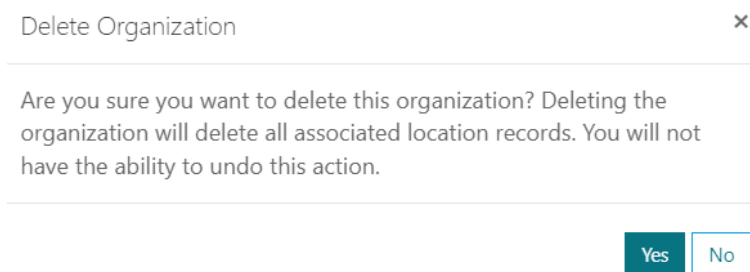 Delete Organization ×
Are you sure you want to delete this organization? Deleting the
organization will delete all associated location records. You will not
have the ability to undo this action.
Yes No